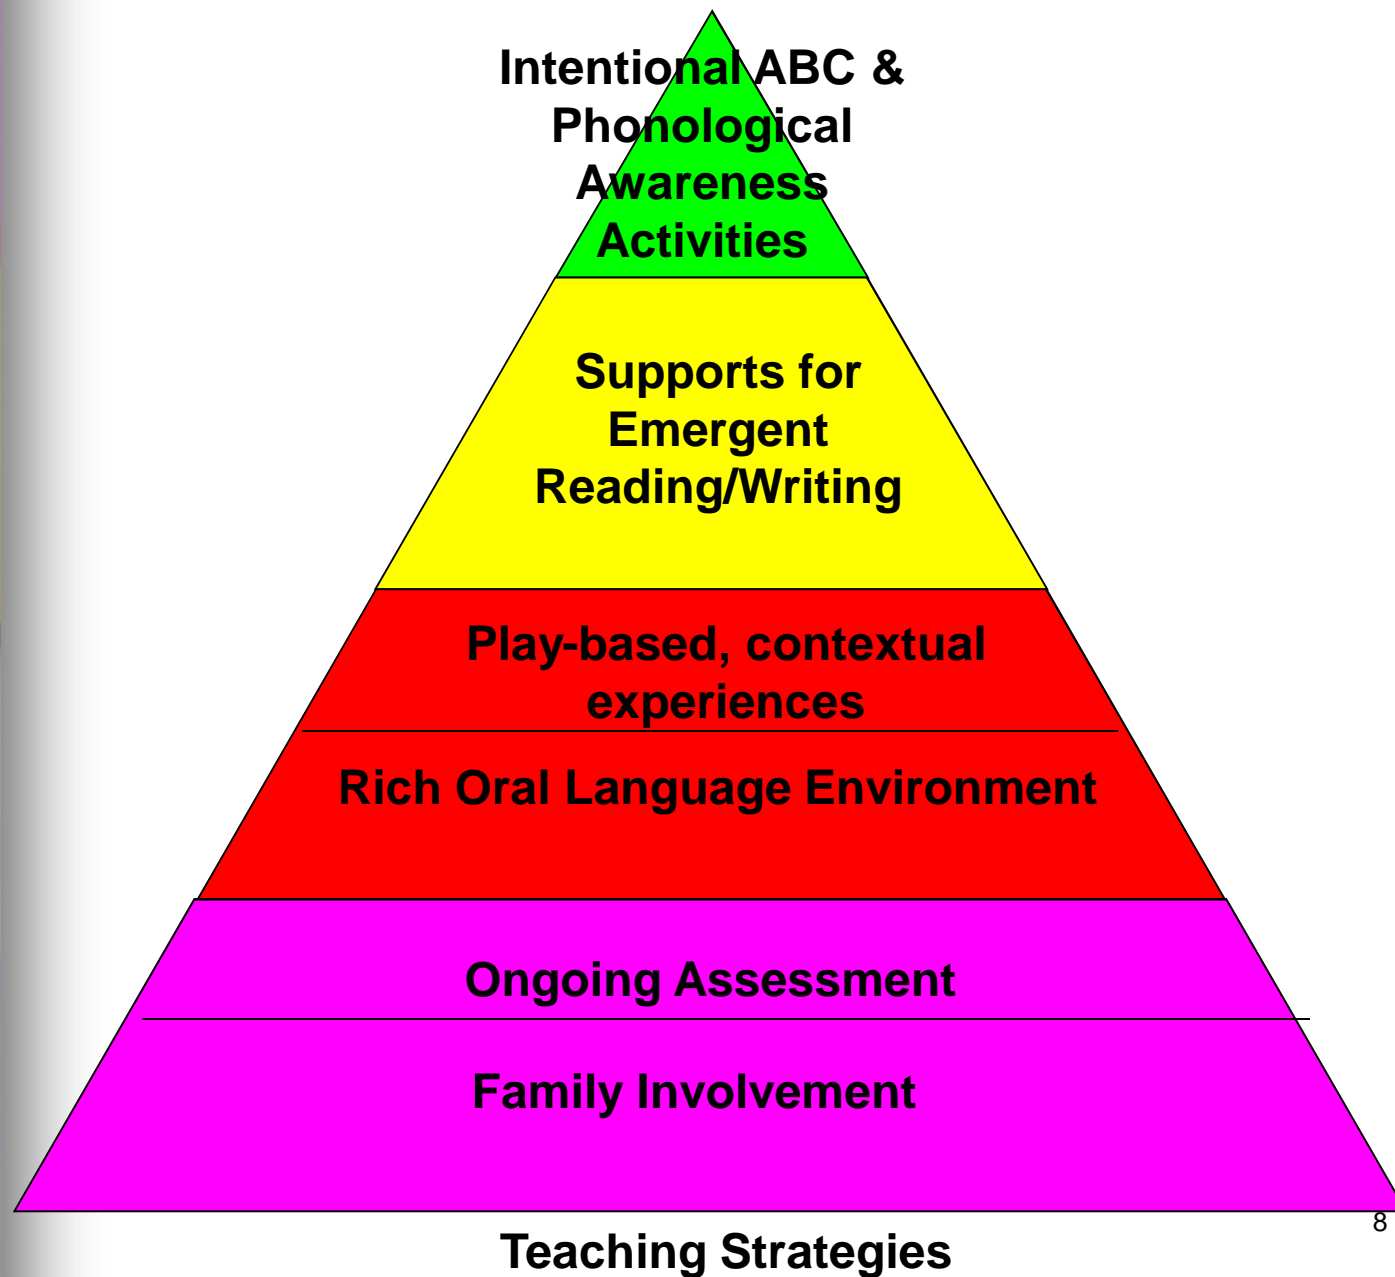 Intentional ABC &
Phonological
Awareness
Activities
Supports for
Emergent
Reading/Writing
Play-based, contextual
experiences
Rich Oral Language Environment
Ongoing Assessment
Family Involvement
8
Teaching Strategies